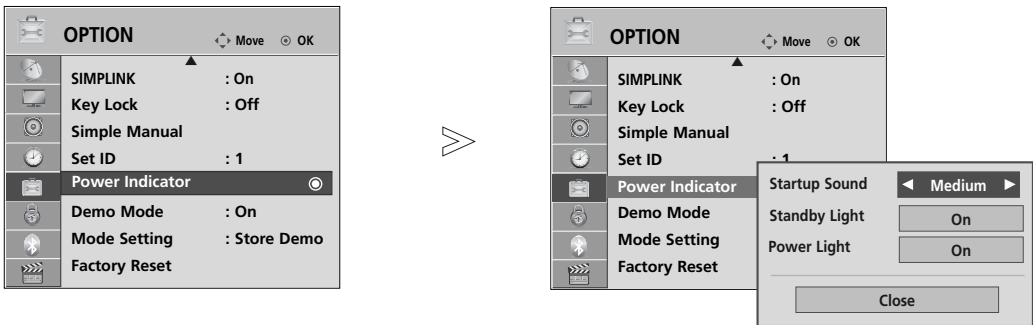 OPTION Move OK
SIMPLINK : On
Key Lock : Off
Simple Manual
Set ID : 1
Power Indicator
Demo Mode : On
Mode Setting : Store Demo
Factory Reset
OPTION Move OK
SIMPLINK : On
Key Lock : Off
Simple Manual
Set ID : 1
Power Indicator
Demo Mode
Mode Setting
Factory Reset
Startup Sound Medium
Standby Light On
Power Light On
Close